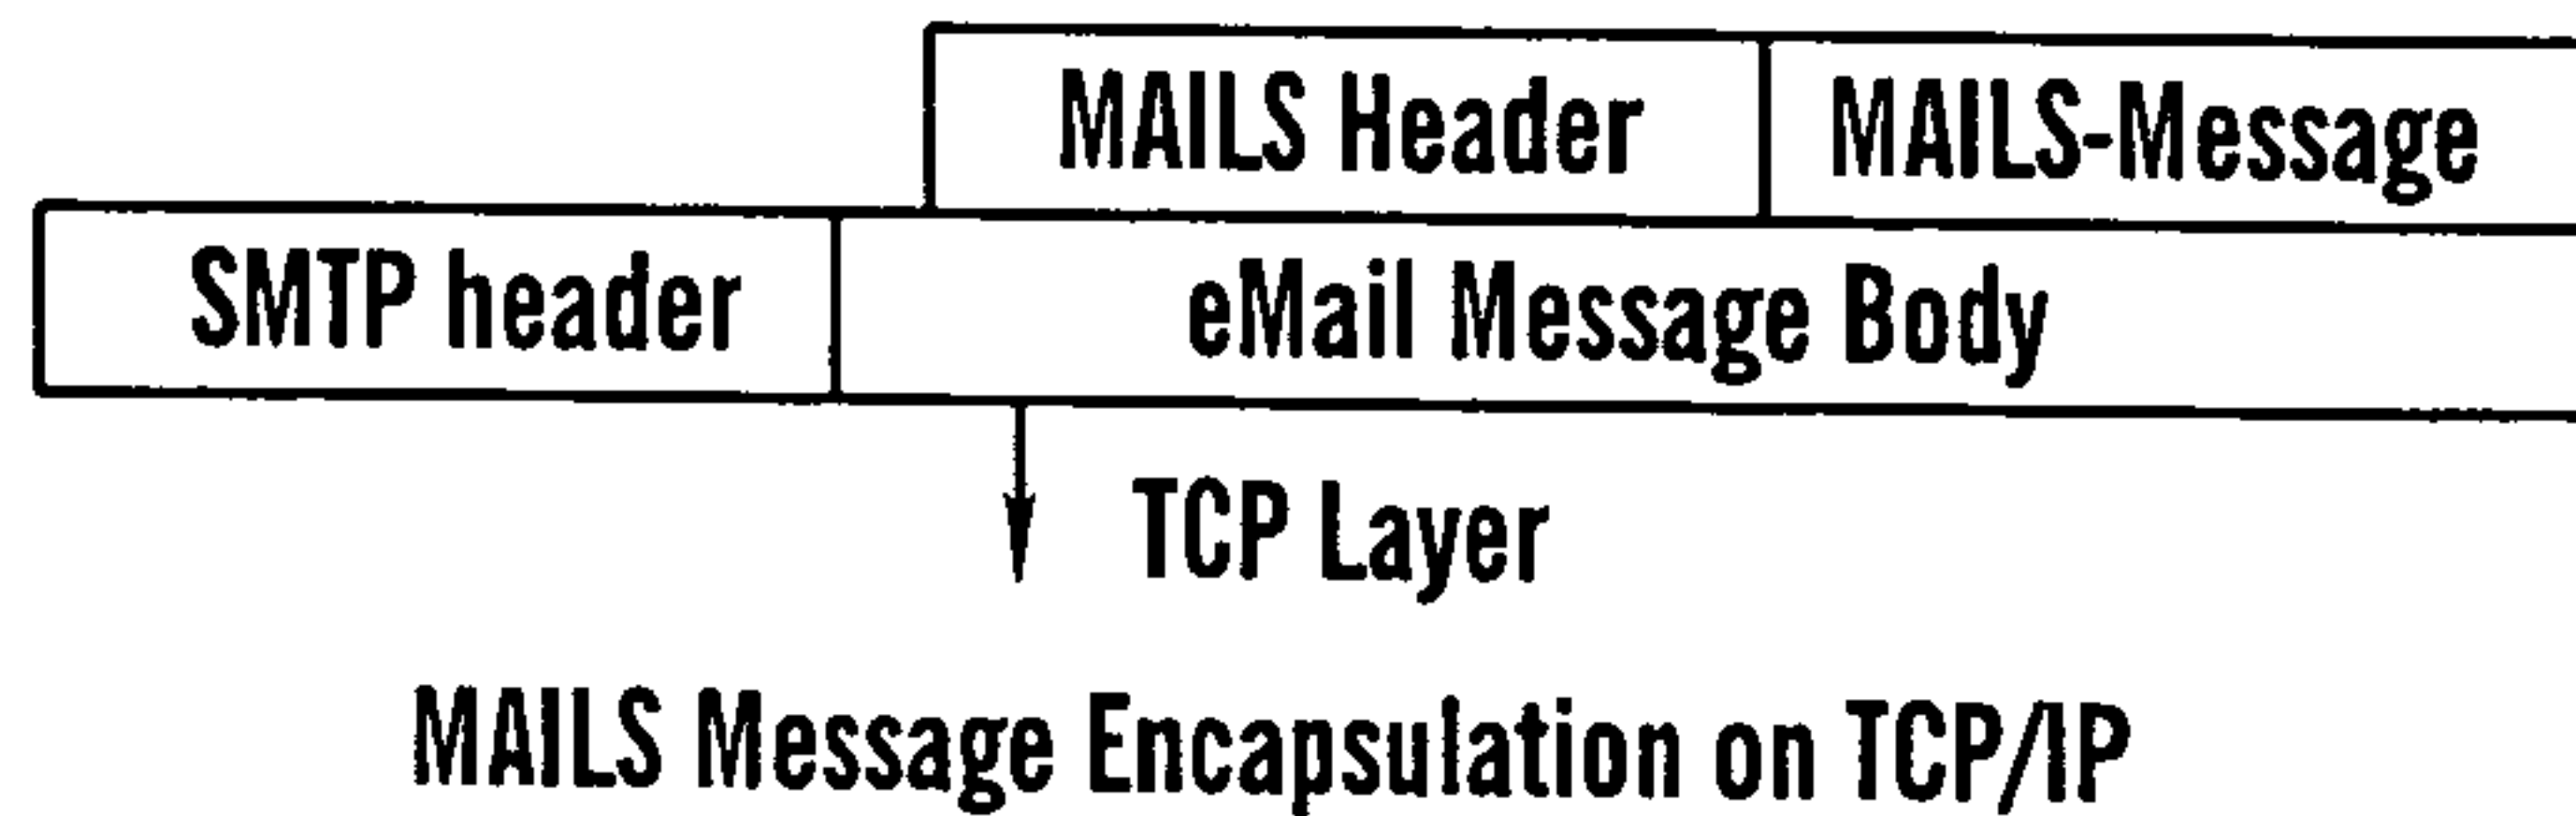 MAILS Header MAILS-Message
SMTP header eMail Message Body
TCP Layer
MAILS Message Encapsulation on TCP/IP